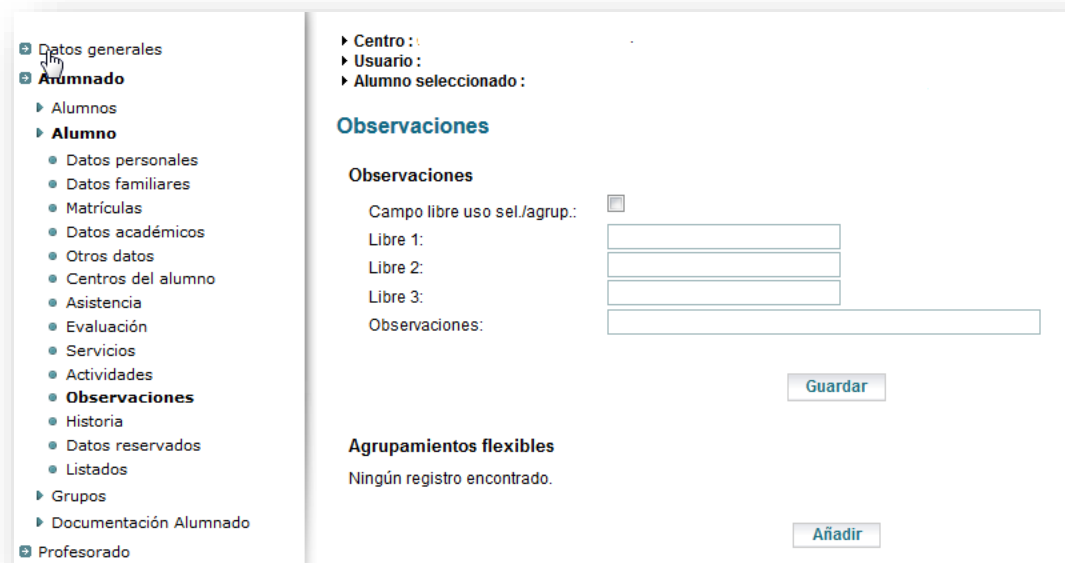 Datos generales
Alumnado
Alumnos
Alumno
Datos personales
Datos familiares
Matrículas
Datos académicos
Otros datos
Centros del alumno
Asistencia
Evaluación
Servicios
Actividades
Observaciones
Historia
Datos reservados
Listados
Grupos
Documentación Alumnado
Profesorado
Centro :
Usuario :
Alumno seleccionado :
Observaciones
Observaciones
Campo libre uso sel./agrup.:
Libre 1:
Libre 2:
Libre 3:
Observaciones:
Guardar
Agrupamientos flexibles
Ningún registro encontrado.
Añadir